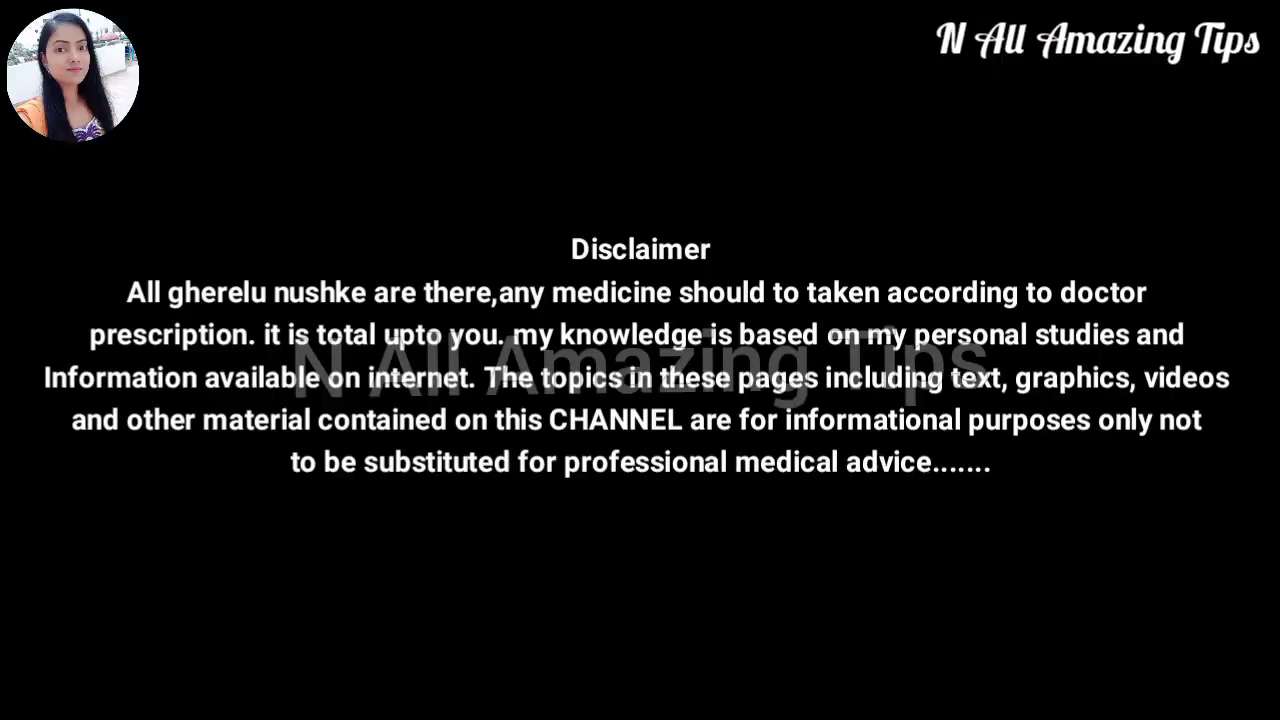 N All Amazing Tips
Disclaimer
All gherelu nushke are there,any medicine should to taken according to doctor
prescription. it is total upto you. my knowledge is based on my personal studies and
N All Amazing Tips
Information available on internet. The topics in these pages including text, graphics, videos
and other material contained on this CHANNEL are for informational purposes only not
to be substituted for professional medical advice.......